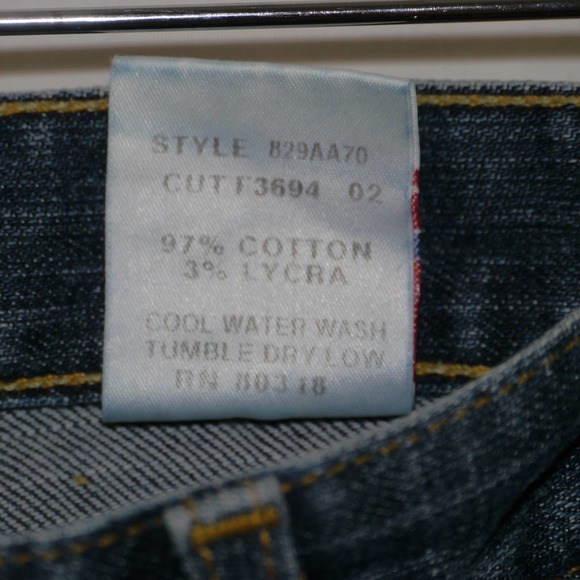 STYLE 829AA70
CUT F3694 02
97% COTTON
3% LYCRA
COOL WATER WASH
TUMBLE DRY LOW
RN 80318